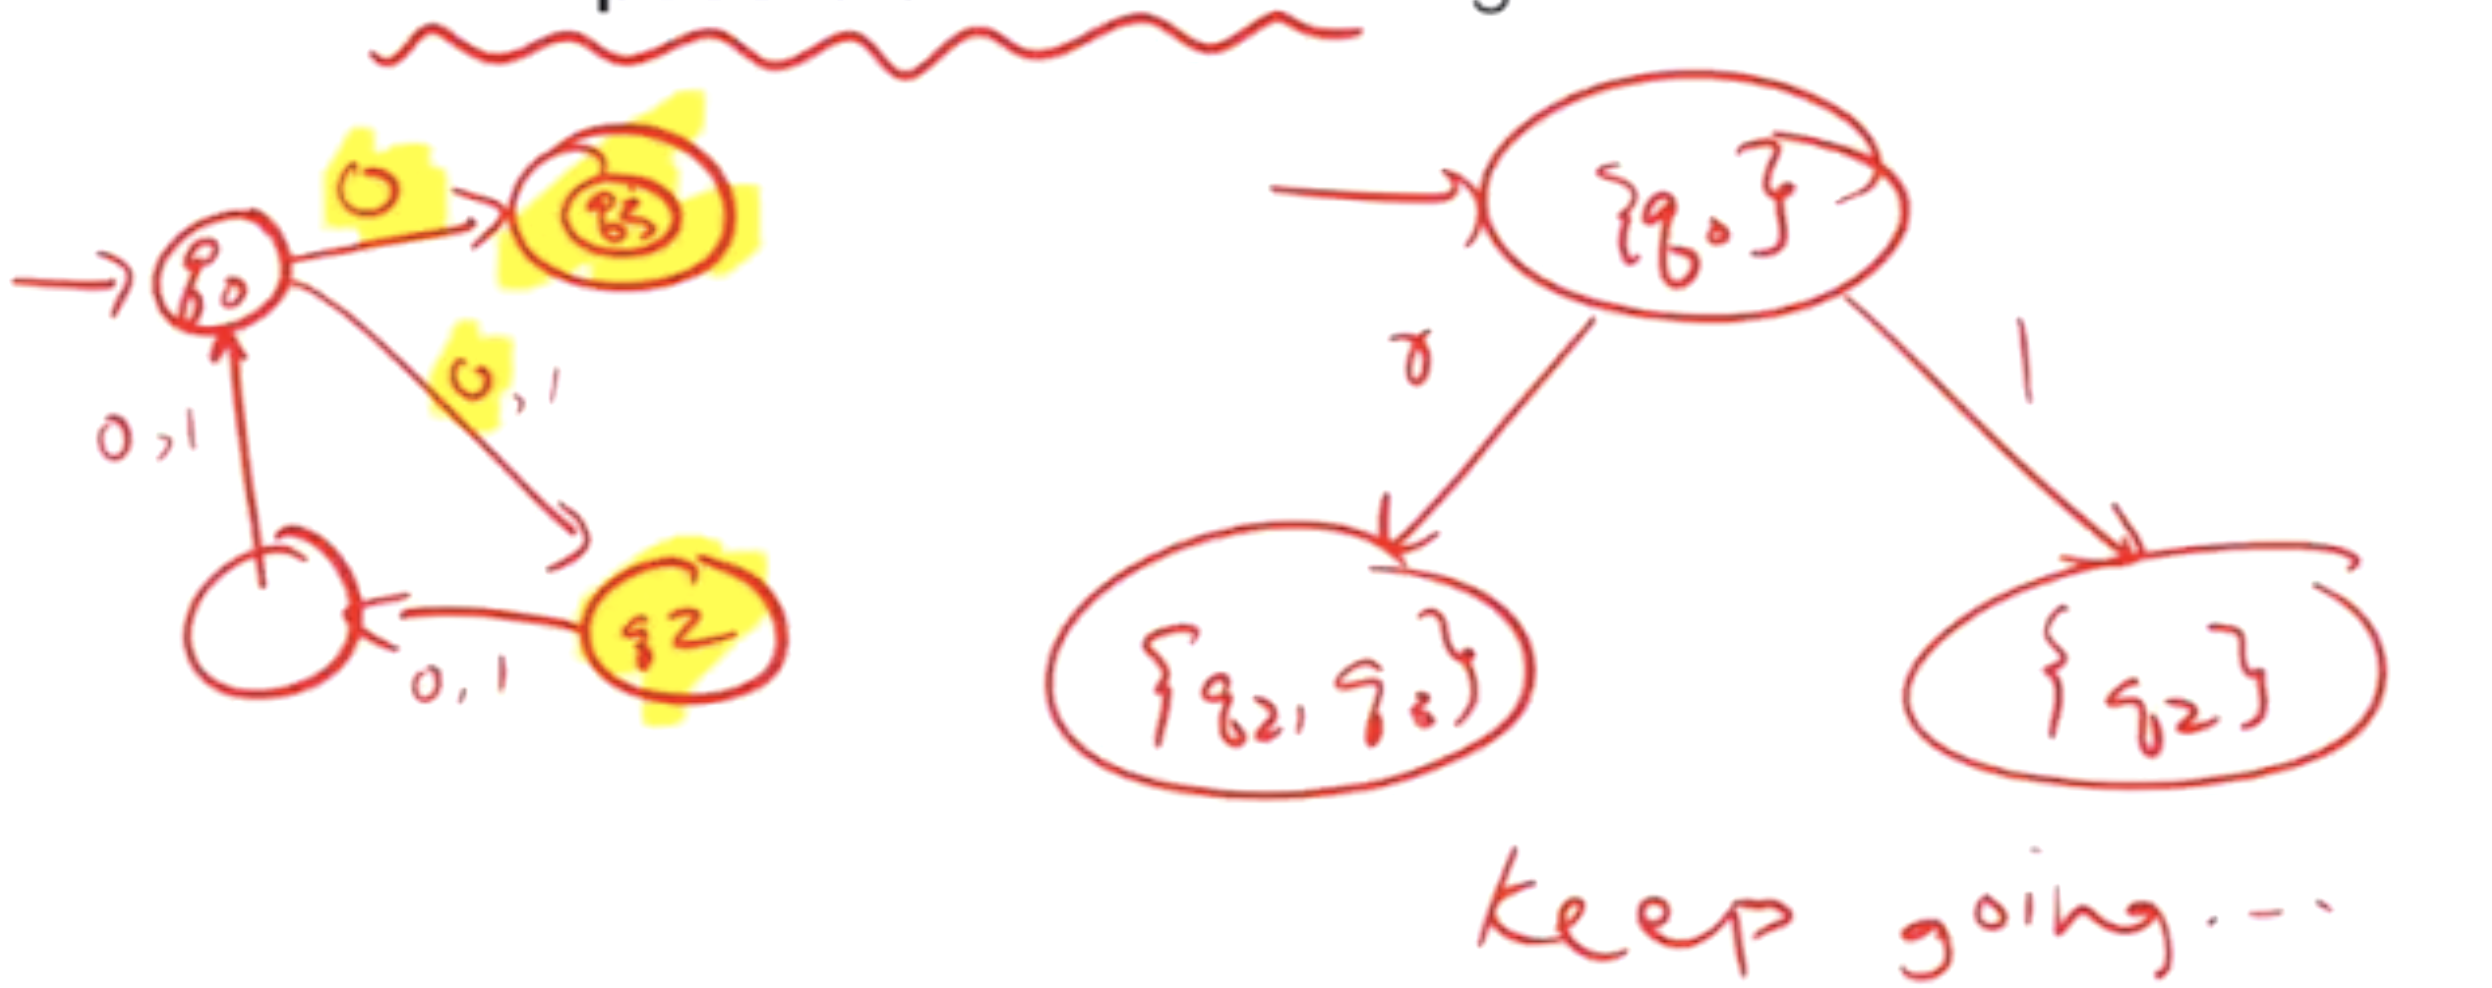 0
q3
q0
0,1
0,1
q2
0,1
{q0}
0
1
{q2, q3}
{q2}
keep going...